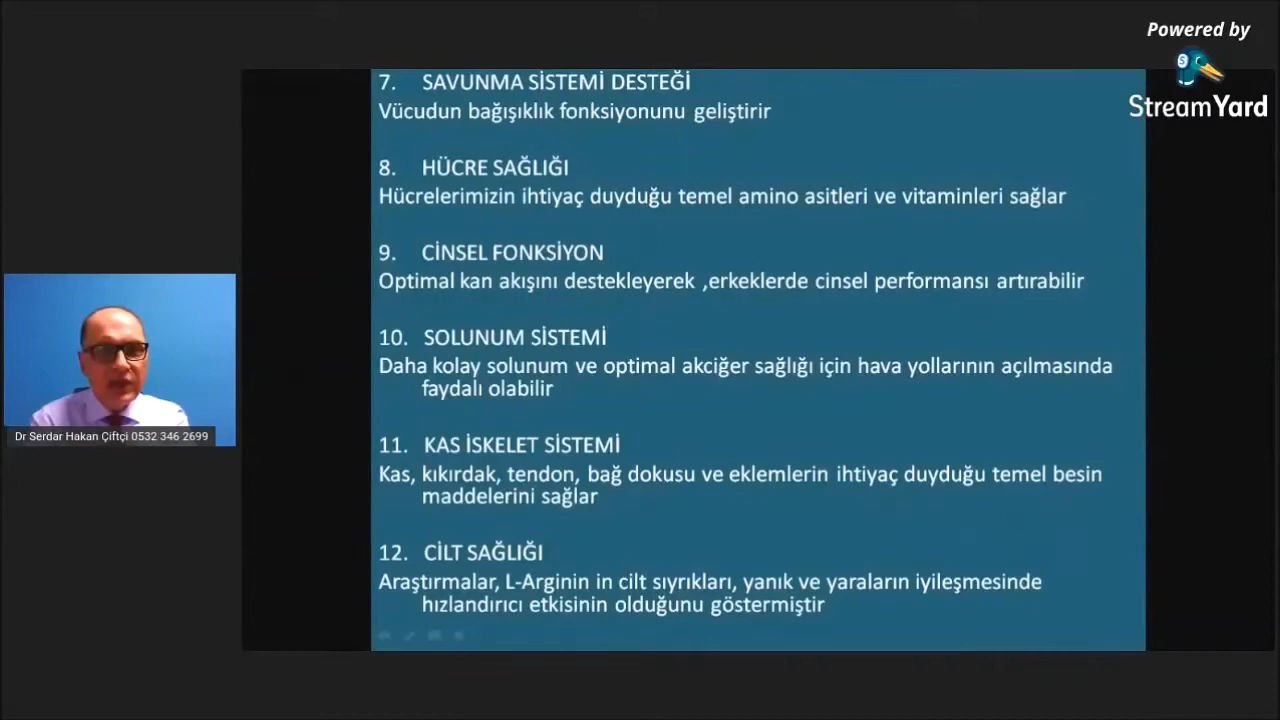 Powered by
StreamYard
7. SAVUNMA SİSTEMİ DESTEĞİ
Vücudun bağışıklık fonksiyonunu geliştirir
8. HÜCRE SAĞLIĞI
Hücrelerimizin ihtiyaç duyduğu temel amino asitleri ve vitaminleri sağlar
9. CİNSEL FONKSİYON
Optimal kan akışını destekleyerek ,erkeklerde cinsel performansı artırabilir
10. SOLUNUM SİSTEMİ
Daha kolay solunum ve optimal akciğer sağlığı için hava yollarının açılmasında
faydalı olabilir
11. KAS İSKELET SİSTEMİ
Kas, kıkırdak, tendon, bağ dokusu ve eklemlerin ihtiyaç duyduğu temel besin
maddelerini sağlar
12. CİLT SAĞLIĞI
Araştırmalar, L-Arginin in cilt sıyrıkları, yanık ve yaraların iyileşmesinde
hızlandırıcı etkisinin olduğunu göstermiştir
Dr Serdar Hakan Çiftçi 0532 346 2699